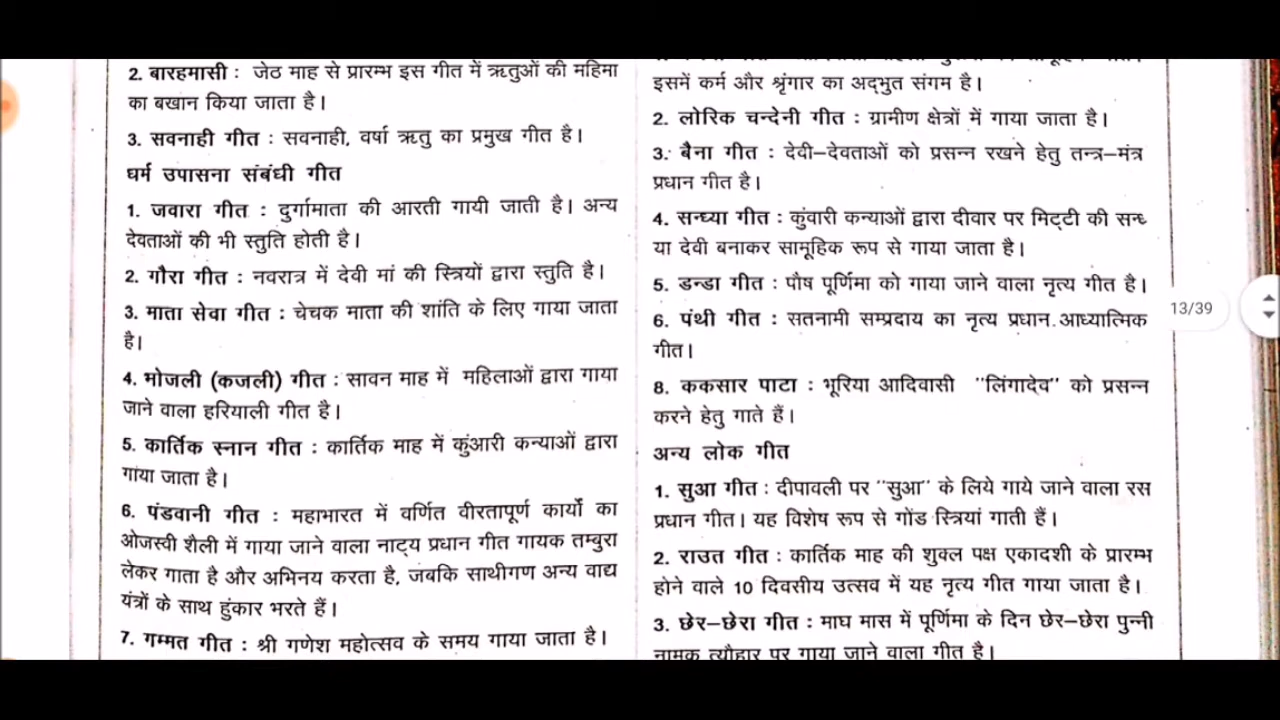 2. बारहमासी : जेठ माह से प्रारम्भ इस गीत में ऋतुओं की महिमा
का बखान किया जाता है।
3. सवनाही गीत : सवनाही, वर्षा ऋतु का प्रमुख गीत है।
धर्म उपासना संबंधी गीत
1. जवारा गीत : दुर्गामाता की आरती गायी जाती है। अन्य
देवताओं की भी स्तुति होती है।
2. गौरा गीत : नवरात्र में देवी मां की स्त्रियों द्वारा स्तुति है।
3. माता सेवा गीत : चेचक माता की शांति के लिए गाया जाता
है।
4. भोजली (कजली) गीत : सावन माह में महिलाओं द्वारा गाया
जाने वाला हरियाली गीत है।
5. कार्तिक स्नान गीत : कार्तिक माह में कुंआरी कन्याओं द्वारा
गाया जाता है।
6. पंडवानी गीत : महाभारत में वर्णित वीरतापूर्ण कार्यों का
ओजस्वी शैली में गाया जाने वाला नाट्य प्रधान गीत गायक तम्बुरा
लेकर गाता है और अभिनय करता है, जबकि साथीगण अन्य वाद्य
यंत्रों के साथ हुंकार भरते हैं।
7. गम्मत गीत : श्री गणेश महोत्सव के समय गाया जाता है।
इसमें कर्म और श्रृंगार का अद्भुत संगम है।
2. लोरिक चन्देनी गीत : ग्रामीण क्षेत्रों में गाया जाता है।
3. बैना गीत : देवी–देवताओं को प्रसन्न रखने हेतु तन्त्र–मंत्र
प्रधान गीत है।
4. सन्ध्या गीत : कुंवारी कन्याओं द्वारा दीवार पर मिट्टी की सन्ध
्या देवी बनाकर सामूहिक रूप से गाया जाता है।
5. डन्डा गीत : पौष पूर्णिमा को गाया जाने वाला नृत्य गीत है।
6. पंथी गीत : सतनामी सम्प्रदाय का नृत्य प्रधान आध्यात्मिक
गीत।
8. ककसार पाटा : भूरिया आदिवासी "लिंगादेव" को प्रसन्न
करने हेतु गाते हैं।
अन्य लोक गीत
1. सुआ गीत : दीपावली पर "सुआ" के लिये गाये जाने वाला रस
प्रधान गीत। यह विशेष रूप से गोंड स्त्रियां गाती हैं।
2. राउत गीत : कार्तिक माह की शुक्ल पक्ष एकादशी के प्रारम्भ
होने वाले 10 दिवसीय उत्सव में यह नृत्य गीत गाया जाता है।
3. छेर–छेरा गीत : माघ मास में पूर्णिमा के दिन छेर–छेरा पुन्नी
नामक त्यौहार पर गाया जाने वाला गीत है।
13/39